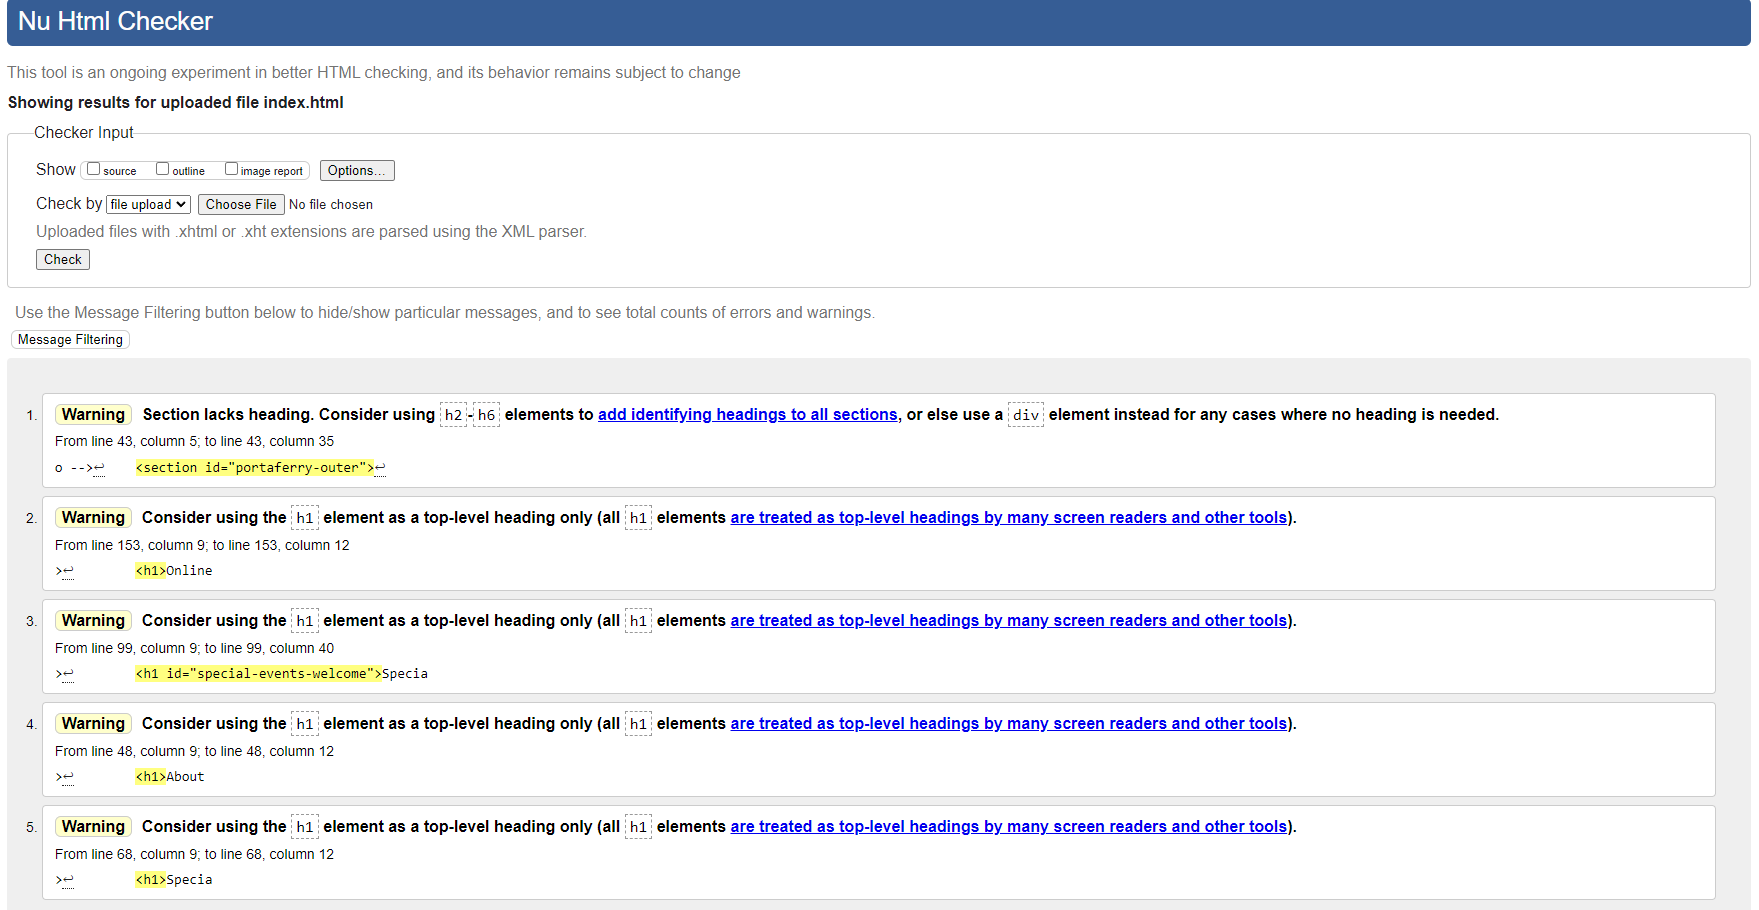 Nu Html Checker
This tool is an ongoing experiment in better HTML checking, and its behavior remains subject to change
Showing results for uploaded file index.html
Checker Input
Show source outline image report Options...
Check by file upload Choose File No file chosen
Uploaded files with .xhtml or .xht extensions are parsed using the XML parser.
Check
Use the Message Filtering button below to hide/show particular messages, and to see total counts of errors and warnings.
Message Filtering
1. Warning Section lacks heading. Consider using h2-h6 elements to add identifying headings to all sections, or else use a div element instead for any cases where no heading is needed.
From line 43, column 5; to line 43, column 35
o -->↩ <section id="portaferry-outer">↩
2. Warning Consider using the h1 element as a top-level heading only (all h1 elements are treated as top-level headings by many screen readers and other tools).
From line 153, column 9; to line 153, column 12
>↩ <h1>Online
3. Warning Consider using the h1 element as a top-level heading only (all h1 elements are treated as top-level headings by many screen readers and other tools).
From line 99, column 9; to line 99, column 40
>↩ <h1 id="special-events-welcome">Specia
4. Warning Consider using the h1 element as a top-level heading only (all h1 elements are treated as top-level headings by many screen readers and other tools).
From line 48, column 9; to line 48, column 12
>↩ <h1>About
5. Warning Consider using the h1 element as a top-level heading only (all h1 elements are treated as top-level headings by many screen readers and other tools).
From line 68, column 9; to line 68, column 12
>↩ <h1>Specia